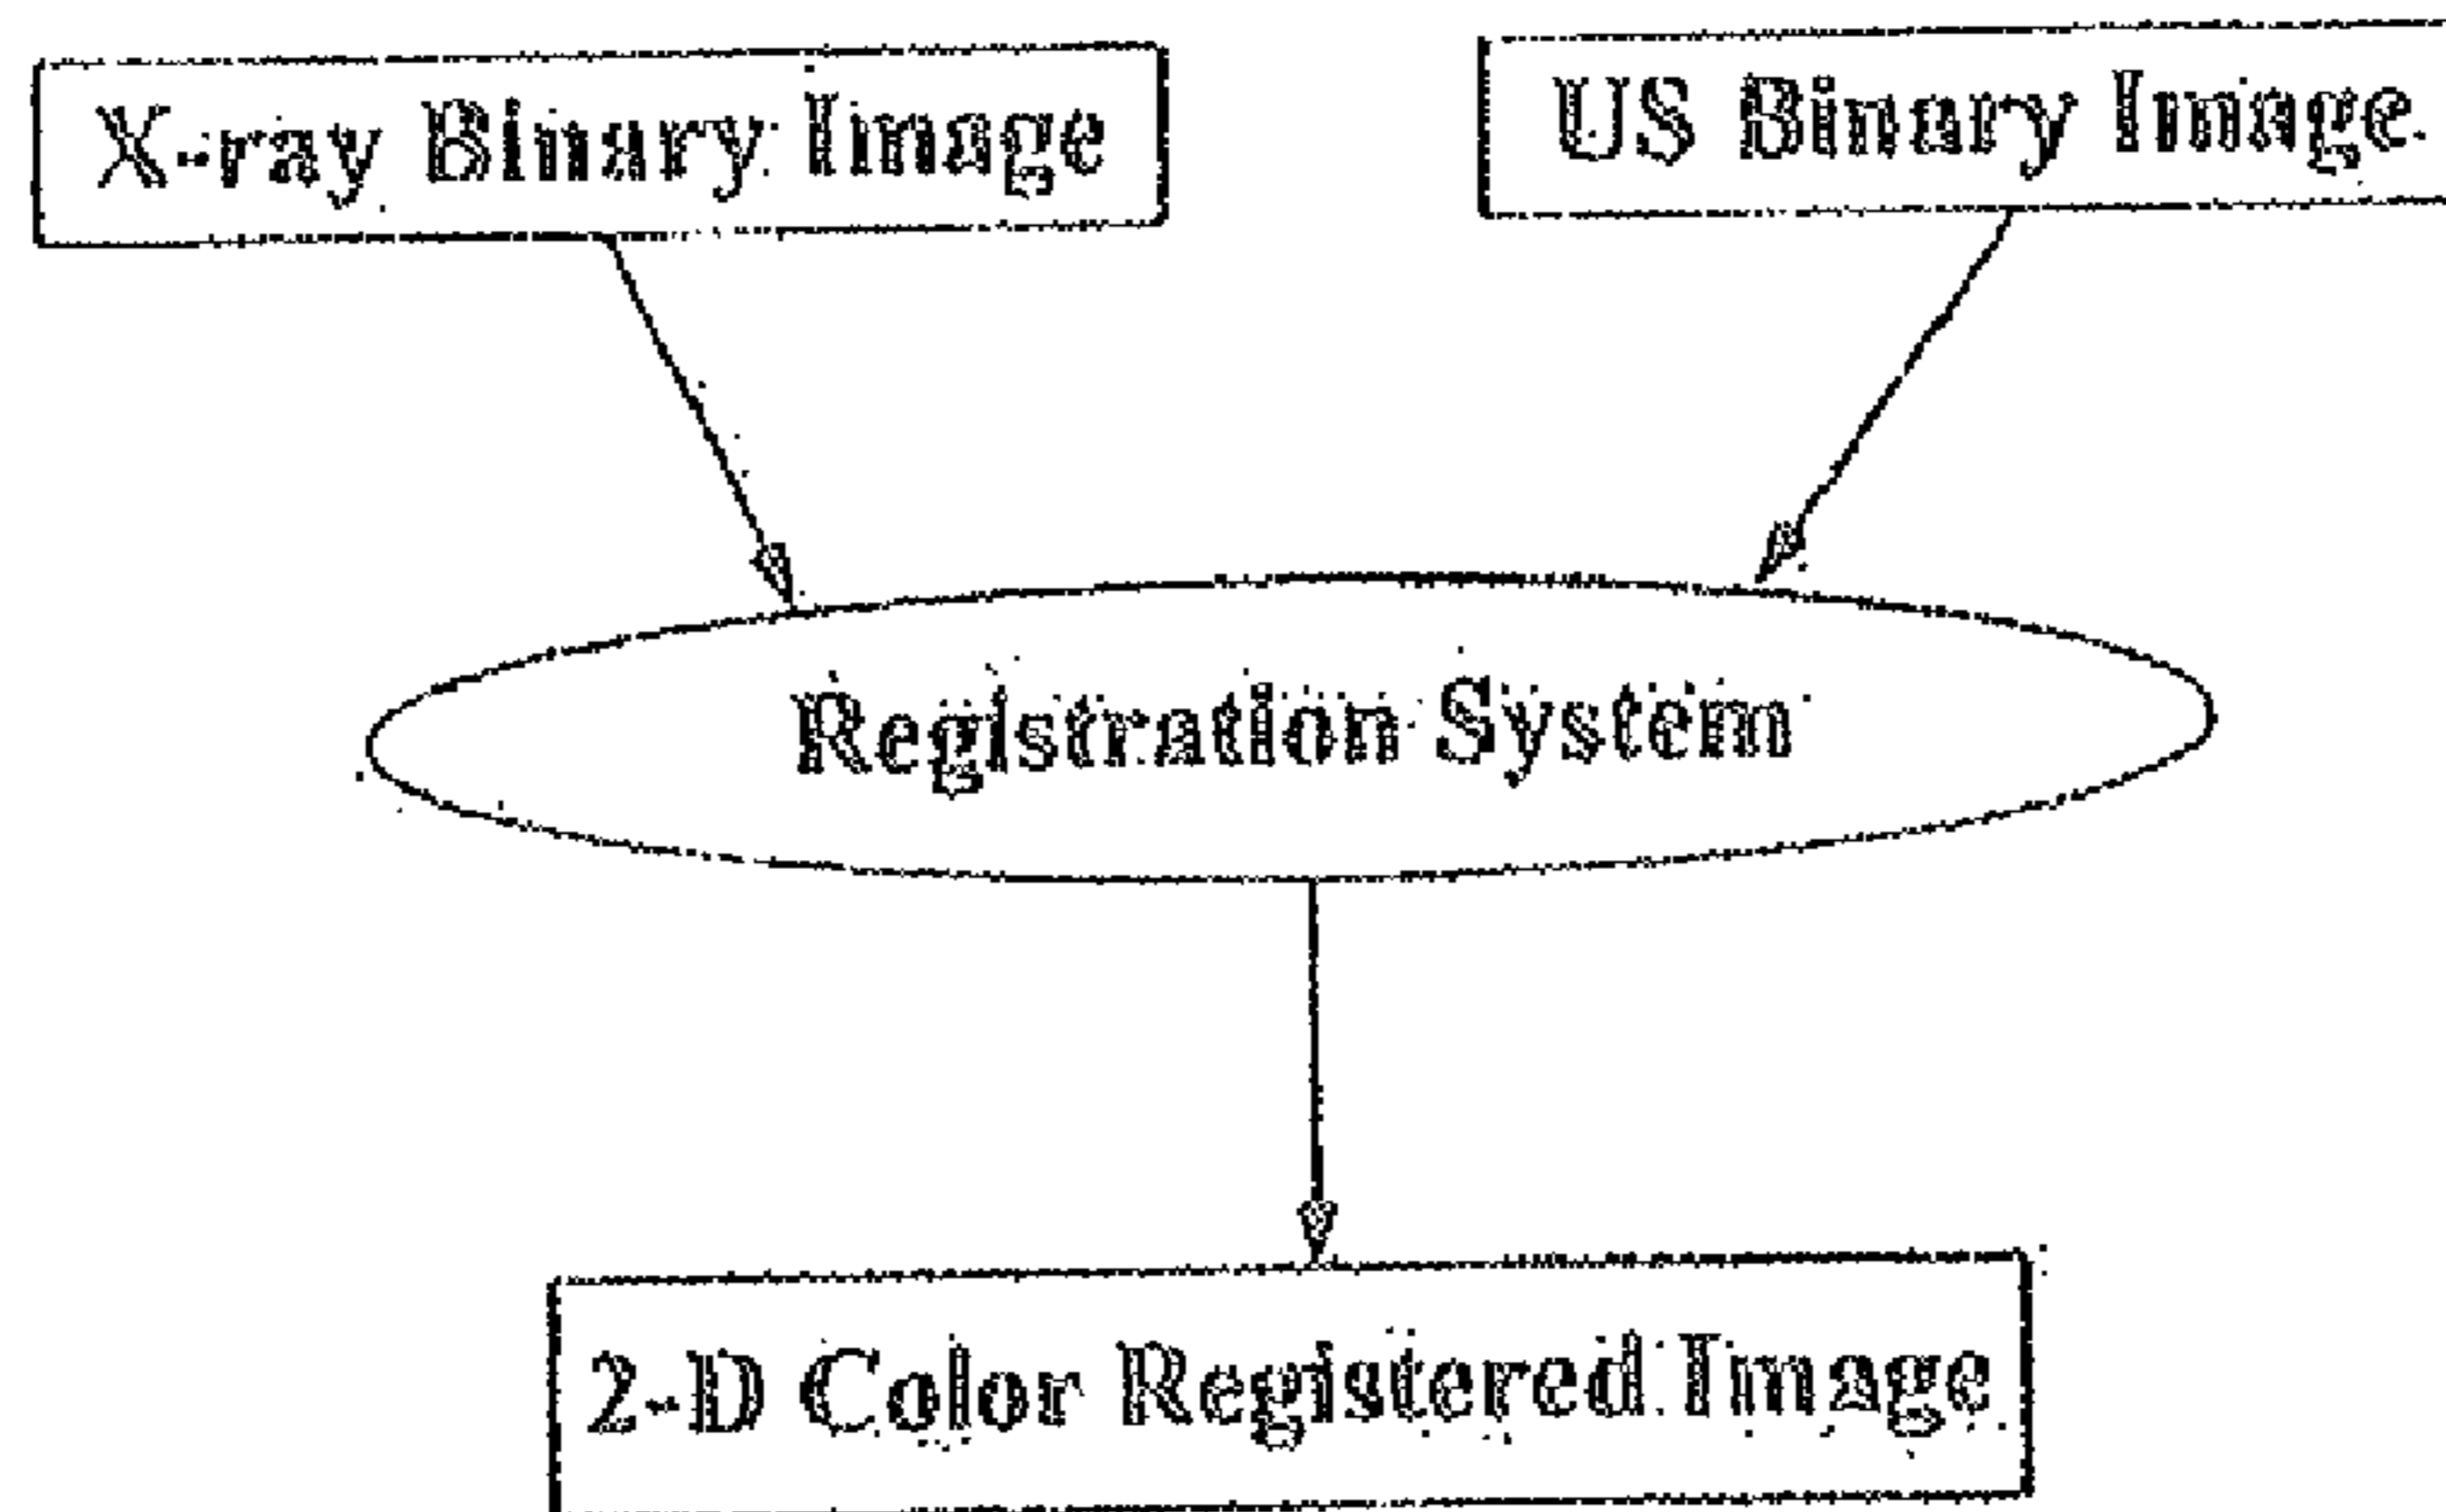 X-ray Binary Image
US Binary Image
Registration System
2-D Color Registered Image